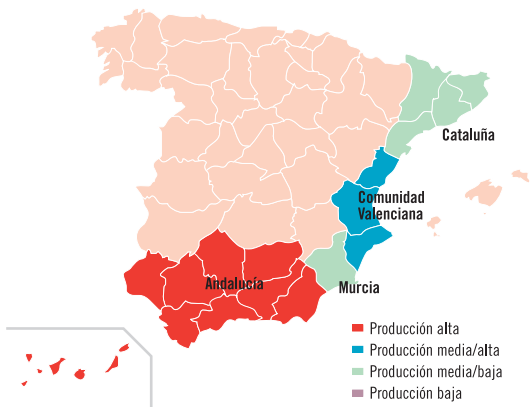 Cataluña
Comunidad
Valenciana
Andalucía
Murcia
Producción alta
Producción media/alta
Producción media/baja
Producción baja